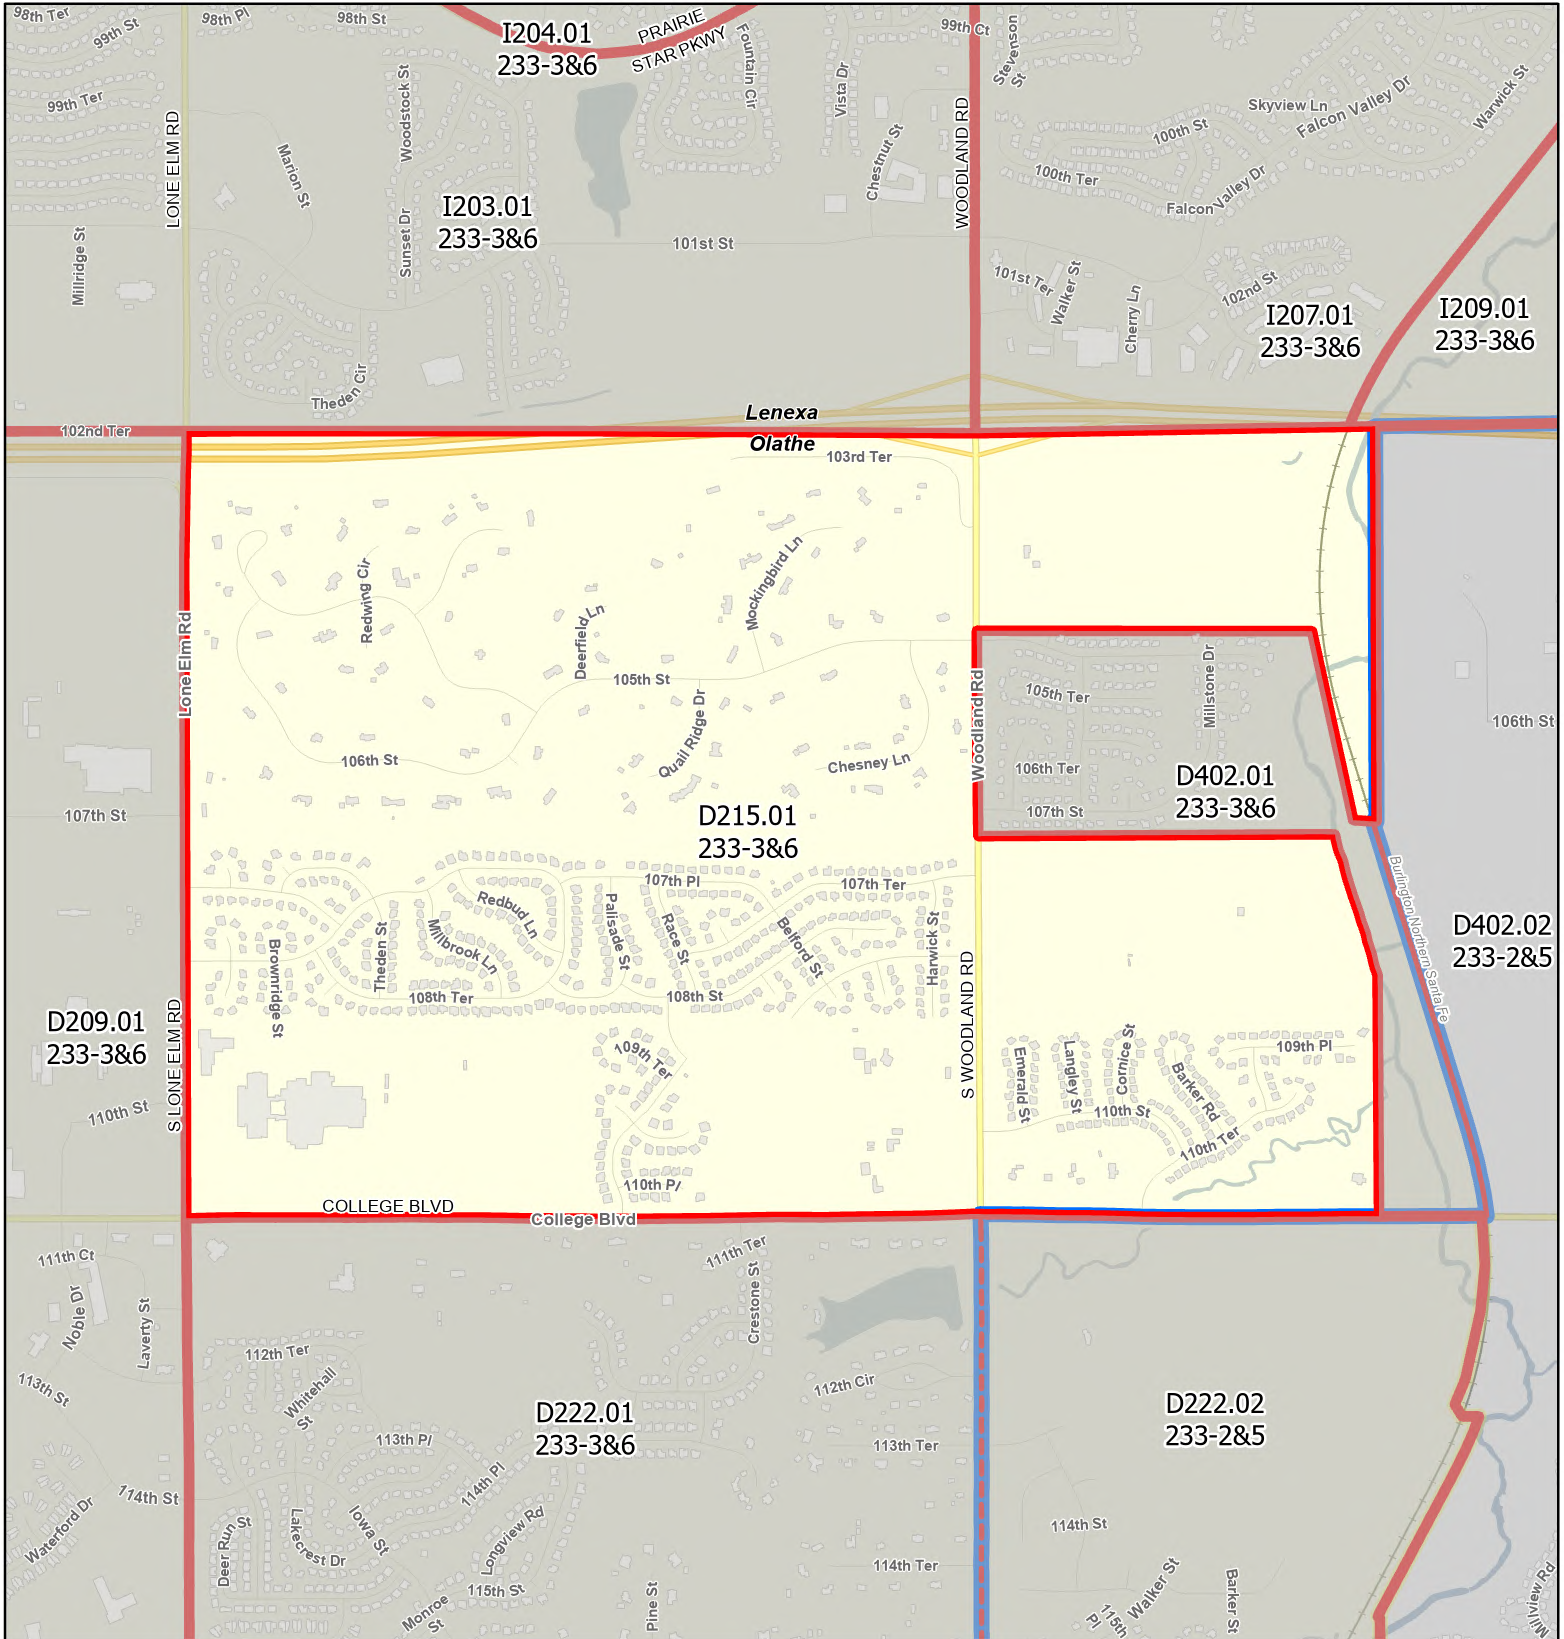 98th Ter
99th St
98th Pl
98th St
I204.01
233-3&6
PRAIRIE
STAR PKWY
Fountain Cir
Vista Dr
99th Ct
Stevenson
St
Skyview Ln
Falcon Valley Dr
Warwick St
99th Ter
LONE ELM RD
Woodstock St
WOODLAND RD
Chestnut St
100th St
100th Ter
Marion St
Falcon Valley Dr
I203.01
233-3&6
Sunset Dr
101st St
Millridge St
101st Ter
Walker St
Cherry Ln
102nd St
I207.01
233-3&6
I209.01
233-3&6
Theden Cir
102nd Ter
Lenexa
Olathe
103rd Ter
Redwing Cir
Deerfield Ln
Mockingbird Ln
Lone Elm Rd
105th St
Quail Ridge Dr
Woodland Rd
105th Ter
Millstone Dr
106th St
106th St
Chesney Ln
106th Ter
107th St
D402.01
233-3&6
107th St
D215.01
233-3&6
107th Pl
107th Ter
Redbud Ln
Millbrook Ln
Theden St
Brownridge St
Palisade St
Race St
Belford St
Harwick St
108th Ter
108th St
Burlington Northern Santa Fe
D402.02
233-2&5
D209.01
233-3&6
S LONE ELM RD
S WOODLAND RD
109th Ter
109th Pl
Emerald St
Langley St
Cornice St
Barker Rd
110th St
110th St
110th Ter
110th Pl
COLLEGE BLVD
College Blvd
111th Ct
111th Ter
Noble Dr
Laverty St
Crestone St
112th Ter
Whitehall
St
113th St
112th Cir
D222.01
233-3&6
D222.02
233-2&5
113th Pl
113th Ter
114th Pl
114th St
Waterford Dr
Deer Run St
Lakecrest Dr
Iowa St
Longview Rd
114th St
114th Ter
115th St
Monroe
St
Pine St
115th
Pl
Walker St
Barker St
Millview Rd